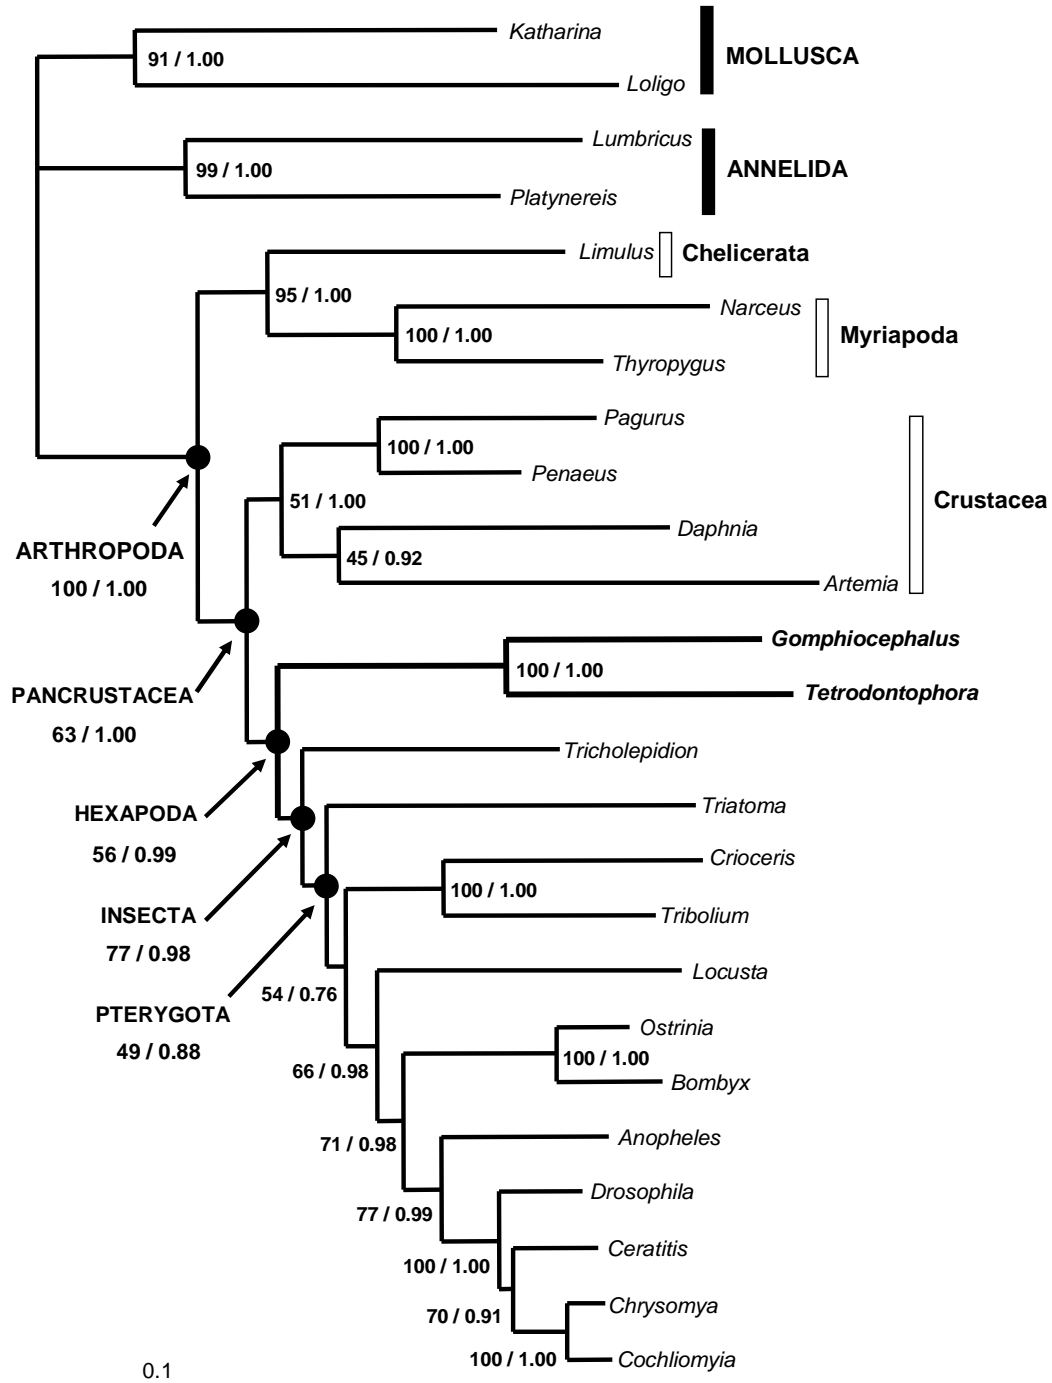 Katharina
91 / 1.00
MOLLUSCA
Loligo
Lumbricus
99 / 1.00
ANNELIDA
Platynereis
Limulus
Chelicerata
95 / 1.00
Narceus
100 / 1.00
Myriapoda
Thyropygus
Pagurus
100 / 1.00
Penaeus
51 / 1.00
Crustacea
Daphnia
ARTHROPODA
45 / 0.92
100 / 1.00
Artemia
Gomphiocephalus
100 / 1.00
PANCRUSTACEA
Tetrodontophora
63 / 1.00
Tricholepidion
HEXAPODA
Triatoma
56 / 0.99
Crioceris
100 / 1.00
INSECTA
Tribolium
77 / 0.98
Locusta
54 / 0.76
PTERYGOTA
Ostrinia
49 / 0.88
100 / 1.00
66 / 0.98
Bombyx
Anopheles
71 / 0.98
Drosophila
77 / 0.99
Ceratitis
100 / 1.00
Chrysomya
70 / 0.91
100 / 1.00
Cochliomyia
0.1